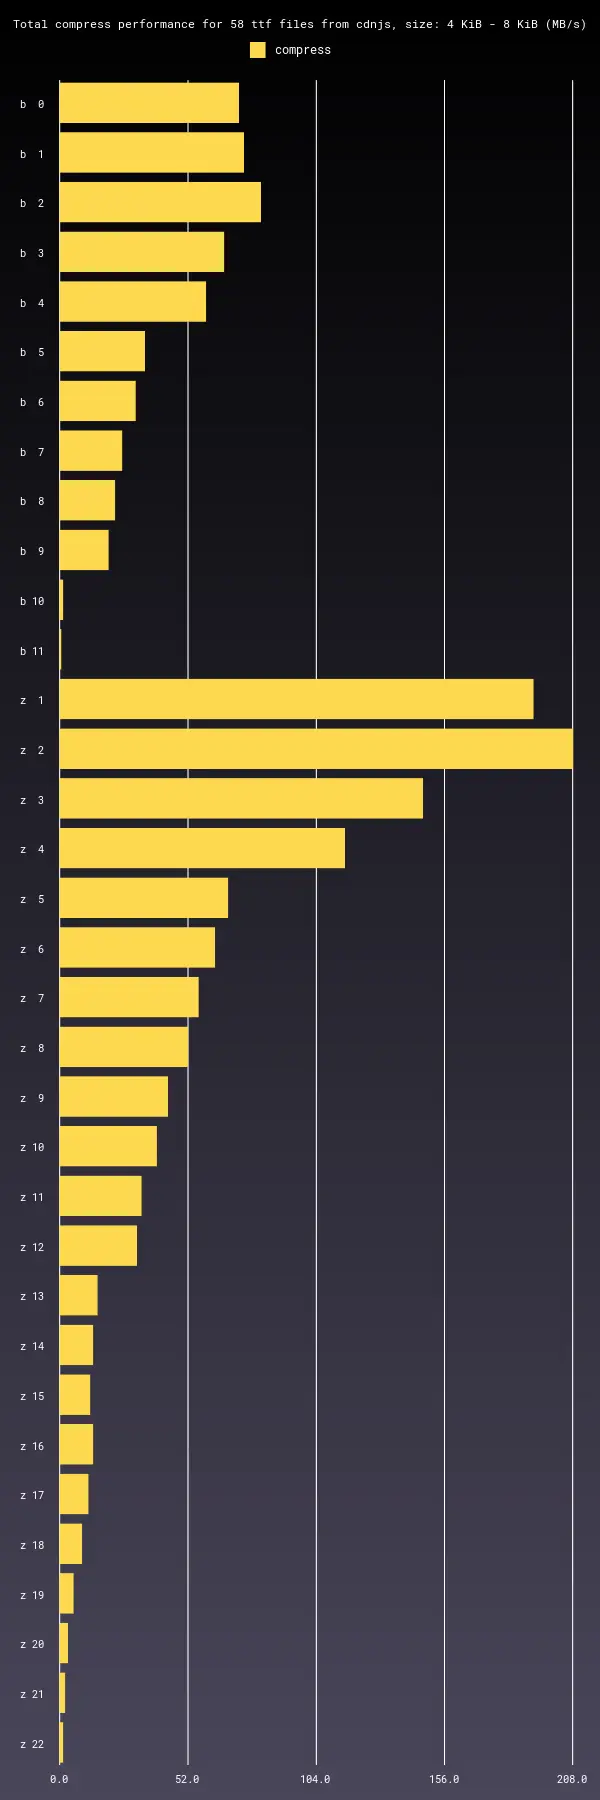 Total compress performance for 58 ttf files from cdnjs, size: 4 KiB - 8 KiB (MB/s)
compress
b 0
b 1
b 2
b 3
b 4
b 5
b 6
b 7
b 8
b 9
b 10
b 11
z 1
z 2
z 3
z 4
z 5
z 6
z 7
z 8
z 9
z 10
z 11
z 12
z 13
z 14
z 15
z 16
z 17
z 18
z 19
z 20
z 21
z 22
0.0 52.0 104.0 156.0 208.0